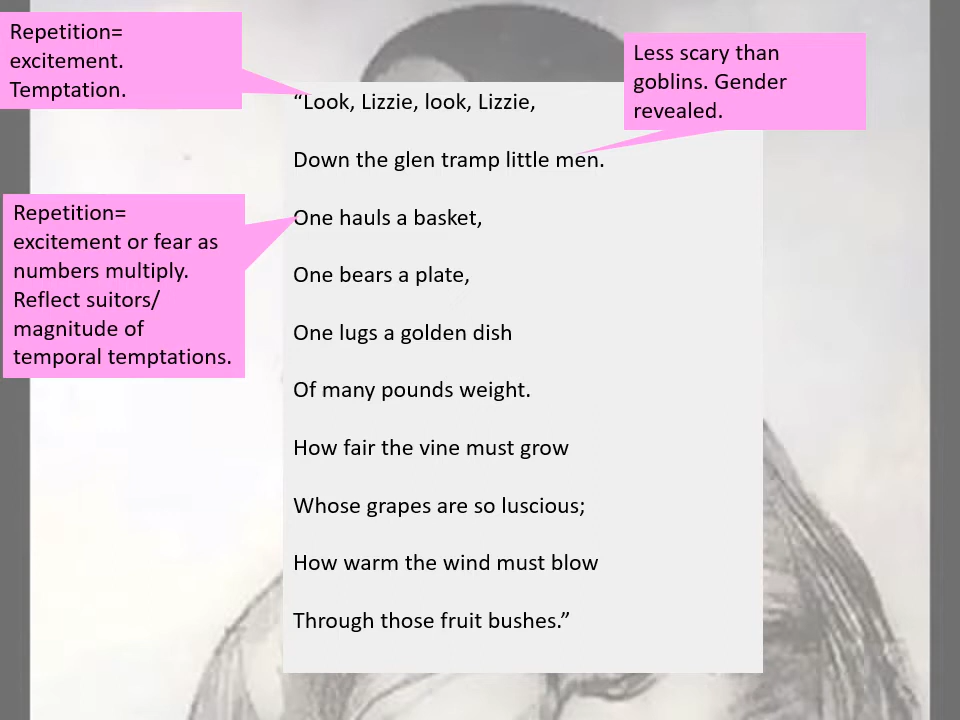 Repetition=
excitement.
Temptation.
Less scary than
goblins. Gender
revealed.
“Look, Lizzie, look, Lizzie,
Down the glen tramp little men.
Repetition=
excitement or fear as
numbers multiply.
Reflect suitors/
magnitude of
temporal temptations.
One hauls a basket,
One bears a plate,
One lugs a golden dish
Of many pounds weight.
How fair the vine must grow
Whose grapes are so luscious;
How warm the wind must blow
Through those fruit bushes.”